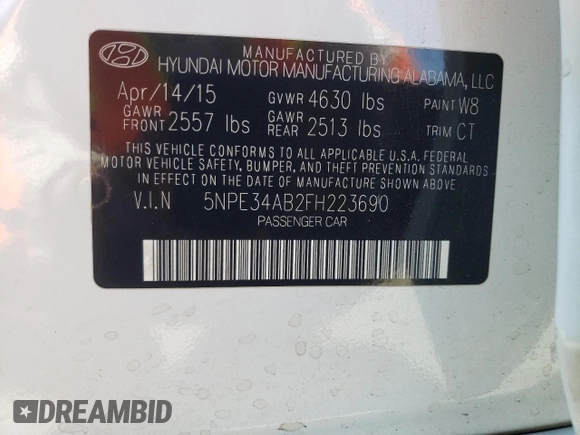 MANUFACTURED BY
HYUNDAI MOTOR MANUFACTURING ALABAMA, LLC
Apr/14/15 GVWR 4630 lbs PAINT W8
GAWR FRONT 2557 lbs GAWR REAR 2513 lbs TRIM CT
THIS VEHICLE CONFORMS TO ALL APPLICABLE U.S.A. FEDERAL
MOTOR VEHICLE SAFETY, BUMPER, AND THEFT PREVENTION STANDARDS
IN EFFECT ON THE DATE OF MANUFACTURE SHOWN ABOVE.
V.I.N 5NPE34AB2FH223690
PASSENGER CAR
DREAMBID